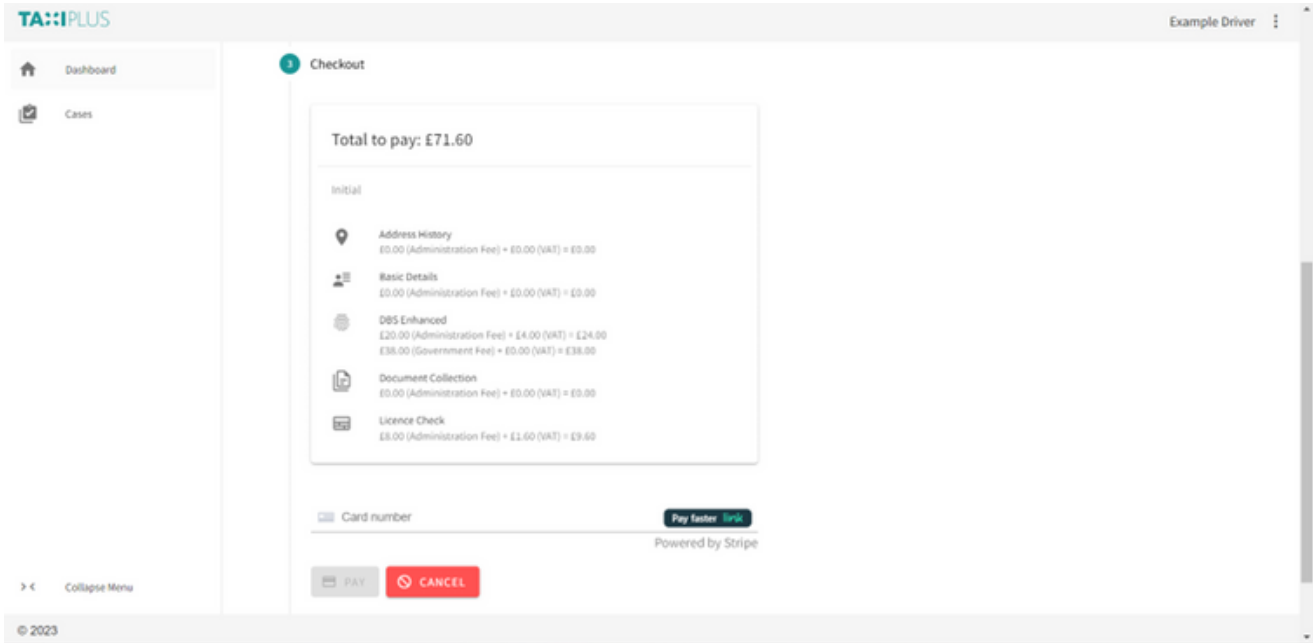 TAXIPLUS
Example Driver
Dashboard
Cases
3 Checkout
Total to pay: £71.60
Initial
Address History
£0.00 (Administration Fee) + £0.00 (VAT) = £0.00
Basic Details
£0.00 (Administration Fee) + £0.00 (VAT) = £0.00
DBS Enhanced
£20.00 (Administration Fee) + £4.00 (VAT) = £24.00
£38.00 (Government Fee) + £0.00 (VAT) = £38.00
Document Collection
£0.00 (Administration Fee) + £0.00 (VAT) = £0.00
Licence Check
£8.00 (Administration Fee) + £1.60 (VAT) = £9.60
Card number
Pay faster link
Powered by Stripe
PAY
CANCEL
Collapse Menu
© 2023